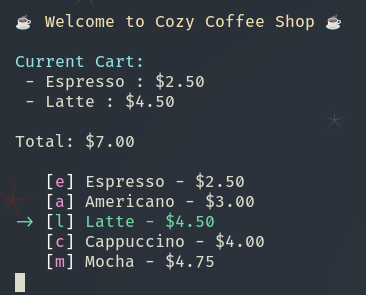 ☕ Welcome to Cozy Coffee Shop ☕
Current Cart:
- Espresso : $2.50
- Latte : $4.50
Total: $7.00
[e] Espresso - $2.50
[a] Americano - $3.00
→ [l] Latte - $4.50
[c] Cappuccino - $4.00
[m] Mocha - $4.75